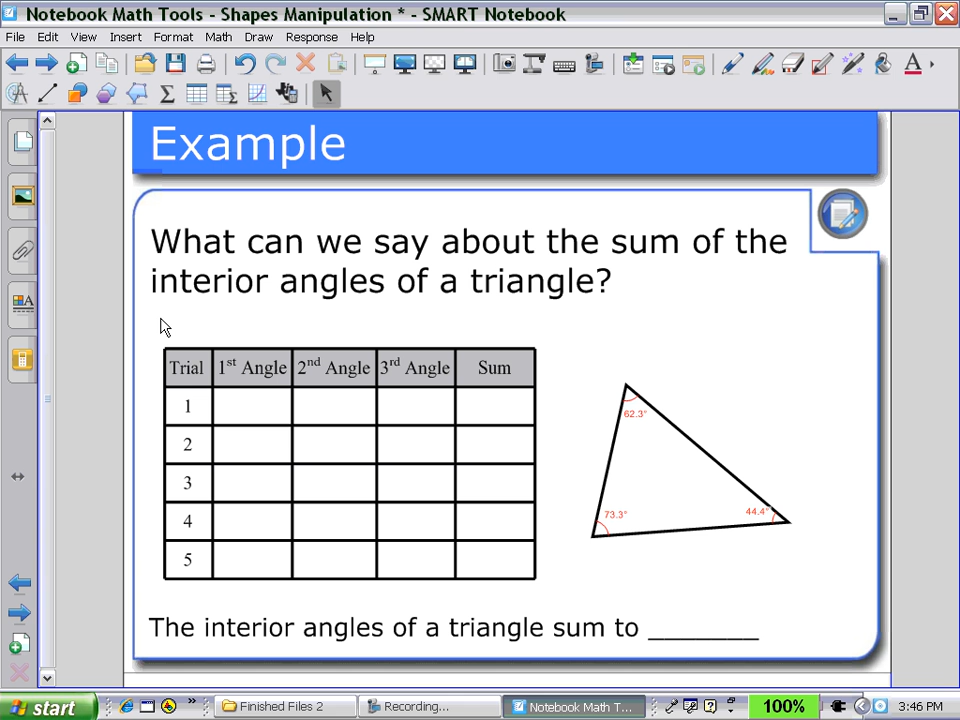 Notebook Math Tools - Shapes Manipulation * - SMART Notebook
File Edit View Insert Format Math Draw Response Help
Example
What can we say about the sum of the
interior angles of a triangle?
Trial 1st Angle 2nd Angle 3rd Angle Sum
1
2
3
4
5
62.3°
73.3°
44.4°
The interior angles of a triangle sum to ________
start Finished Files 2 Recording... Notebook Math T... 100% 3:46 PM